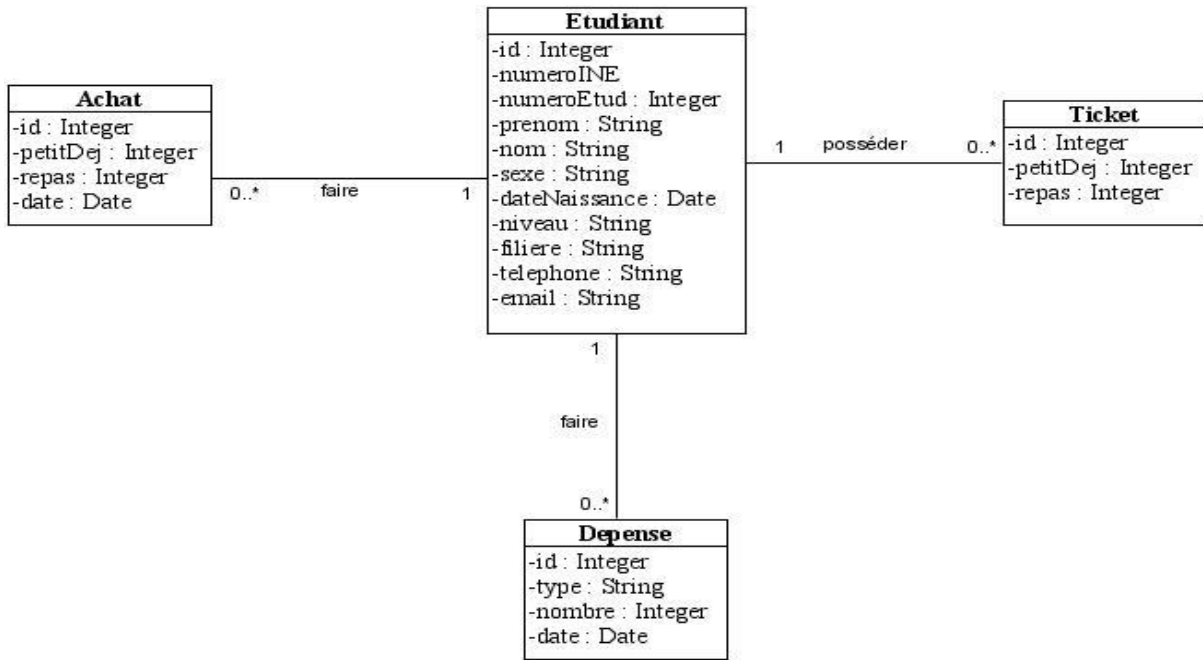 Etudiant
-id : Integer
-numeroINE
-numeroEtud : Integer
-prenom : String
-nom : String
-sexe : String
-dateNaissance : Date
-niveau : String
-filiere : String
-telephone : String
-email : String
Achat
-id : Integer
-petitDej : Integer
-repas : Integer
-date : Date
0..*
faire
1
1
posséder
0..*
Ticket
-id : Integer
-petitDej : Integer
-repas : Integer
1
faire
0..*
Depense
-id : Integer
-type : String
-nombre : Integer
-date : Date